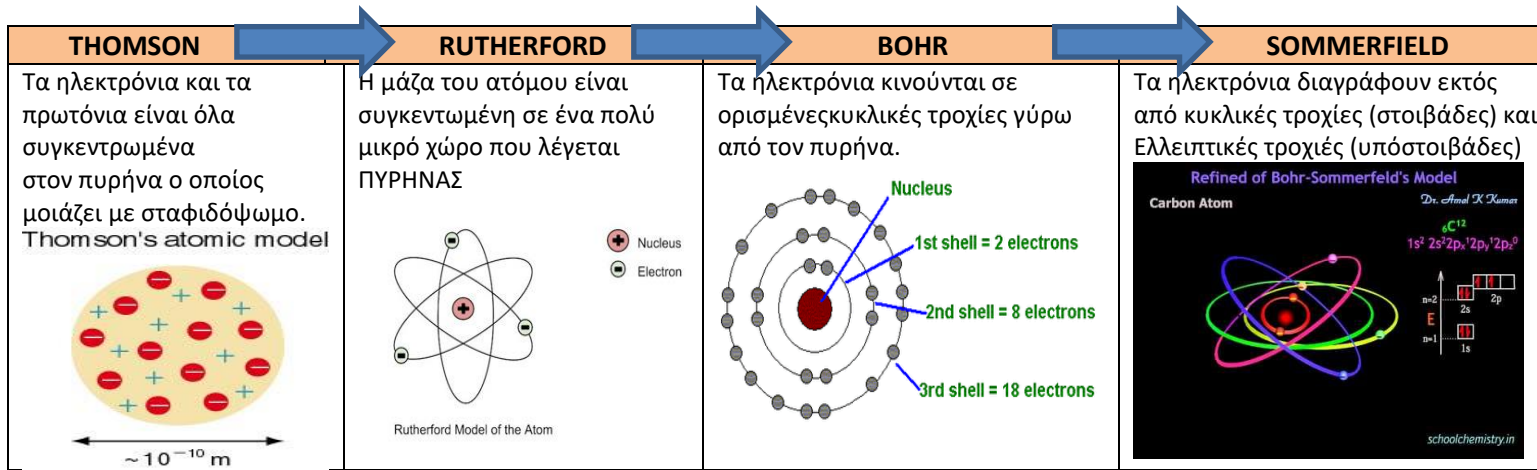 THOMSON
RUTHERFORD
BOHR
SOMMERFIELD
Τα ηλεκτρόνια και τα
πρωτόνια είναι όλα
συγκεντρωμένα
στον πυρήνα ο οποίος
μοιάζει με σταφιδόψωμο.
Thomson's atomic model
~10⁻¹⁰ m
Η μάζα του ατόμου είναι
συγκεντωμένη σε ένα πολύ
μικρό χώρο που λέγεται
ΠΥΡΗΝΑΣ
Nucleus
Electron
Rutherford Model of the Atom
Τα ηλεκτρόνια κινούνται σε
ορισμένεςκυκλικές τροχίες γύρω
από τον πυρήνα.
Nucleus
1st shell = 2 electrons
2nd shell = 8 electrons
3rd shell = 18 electrons
Τα ηλεκτρόνια διαγράφουν εκτός
από κυκλικές τροχίες (στοιβάδες) και
Ελλειπτικές τροχιές (υπόστοιβάδες)
Refined of Bohr-Sommerfeld's Model
Carbon Atom
Dr. Amal K Kumar
₆C¹²
1s² 2s²2pₓ¹2pᵧ¹2p_z⁰
n=2
2s
2p
E
n=1
1s
schoolchemistry.in